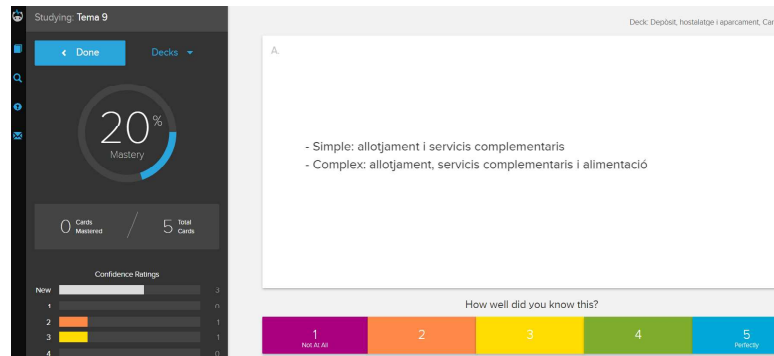 Studying: Tema 9
Done
Decks
20%
Mastery
0 Cards Mastered / 5 Total Cards
Confidence Ratings
New 3
1 0
2 1
3 1
4 0
Deck: Depòsit, hostalatge i aparcament, Car
A.
- Simple: allotjament i servicis complementaris
- Complex: allotjament, servicis complementaris i alimentació
How well did you know this?
1 Not At All
2
3
4
5 Perfectly